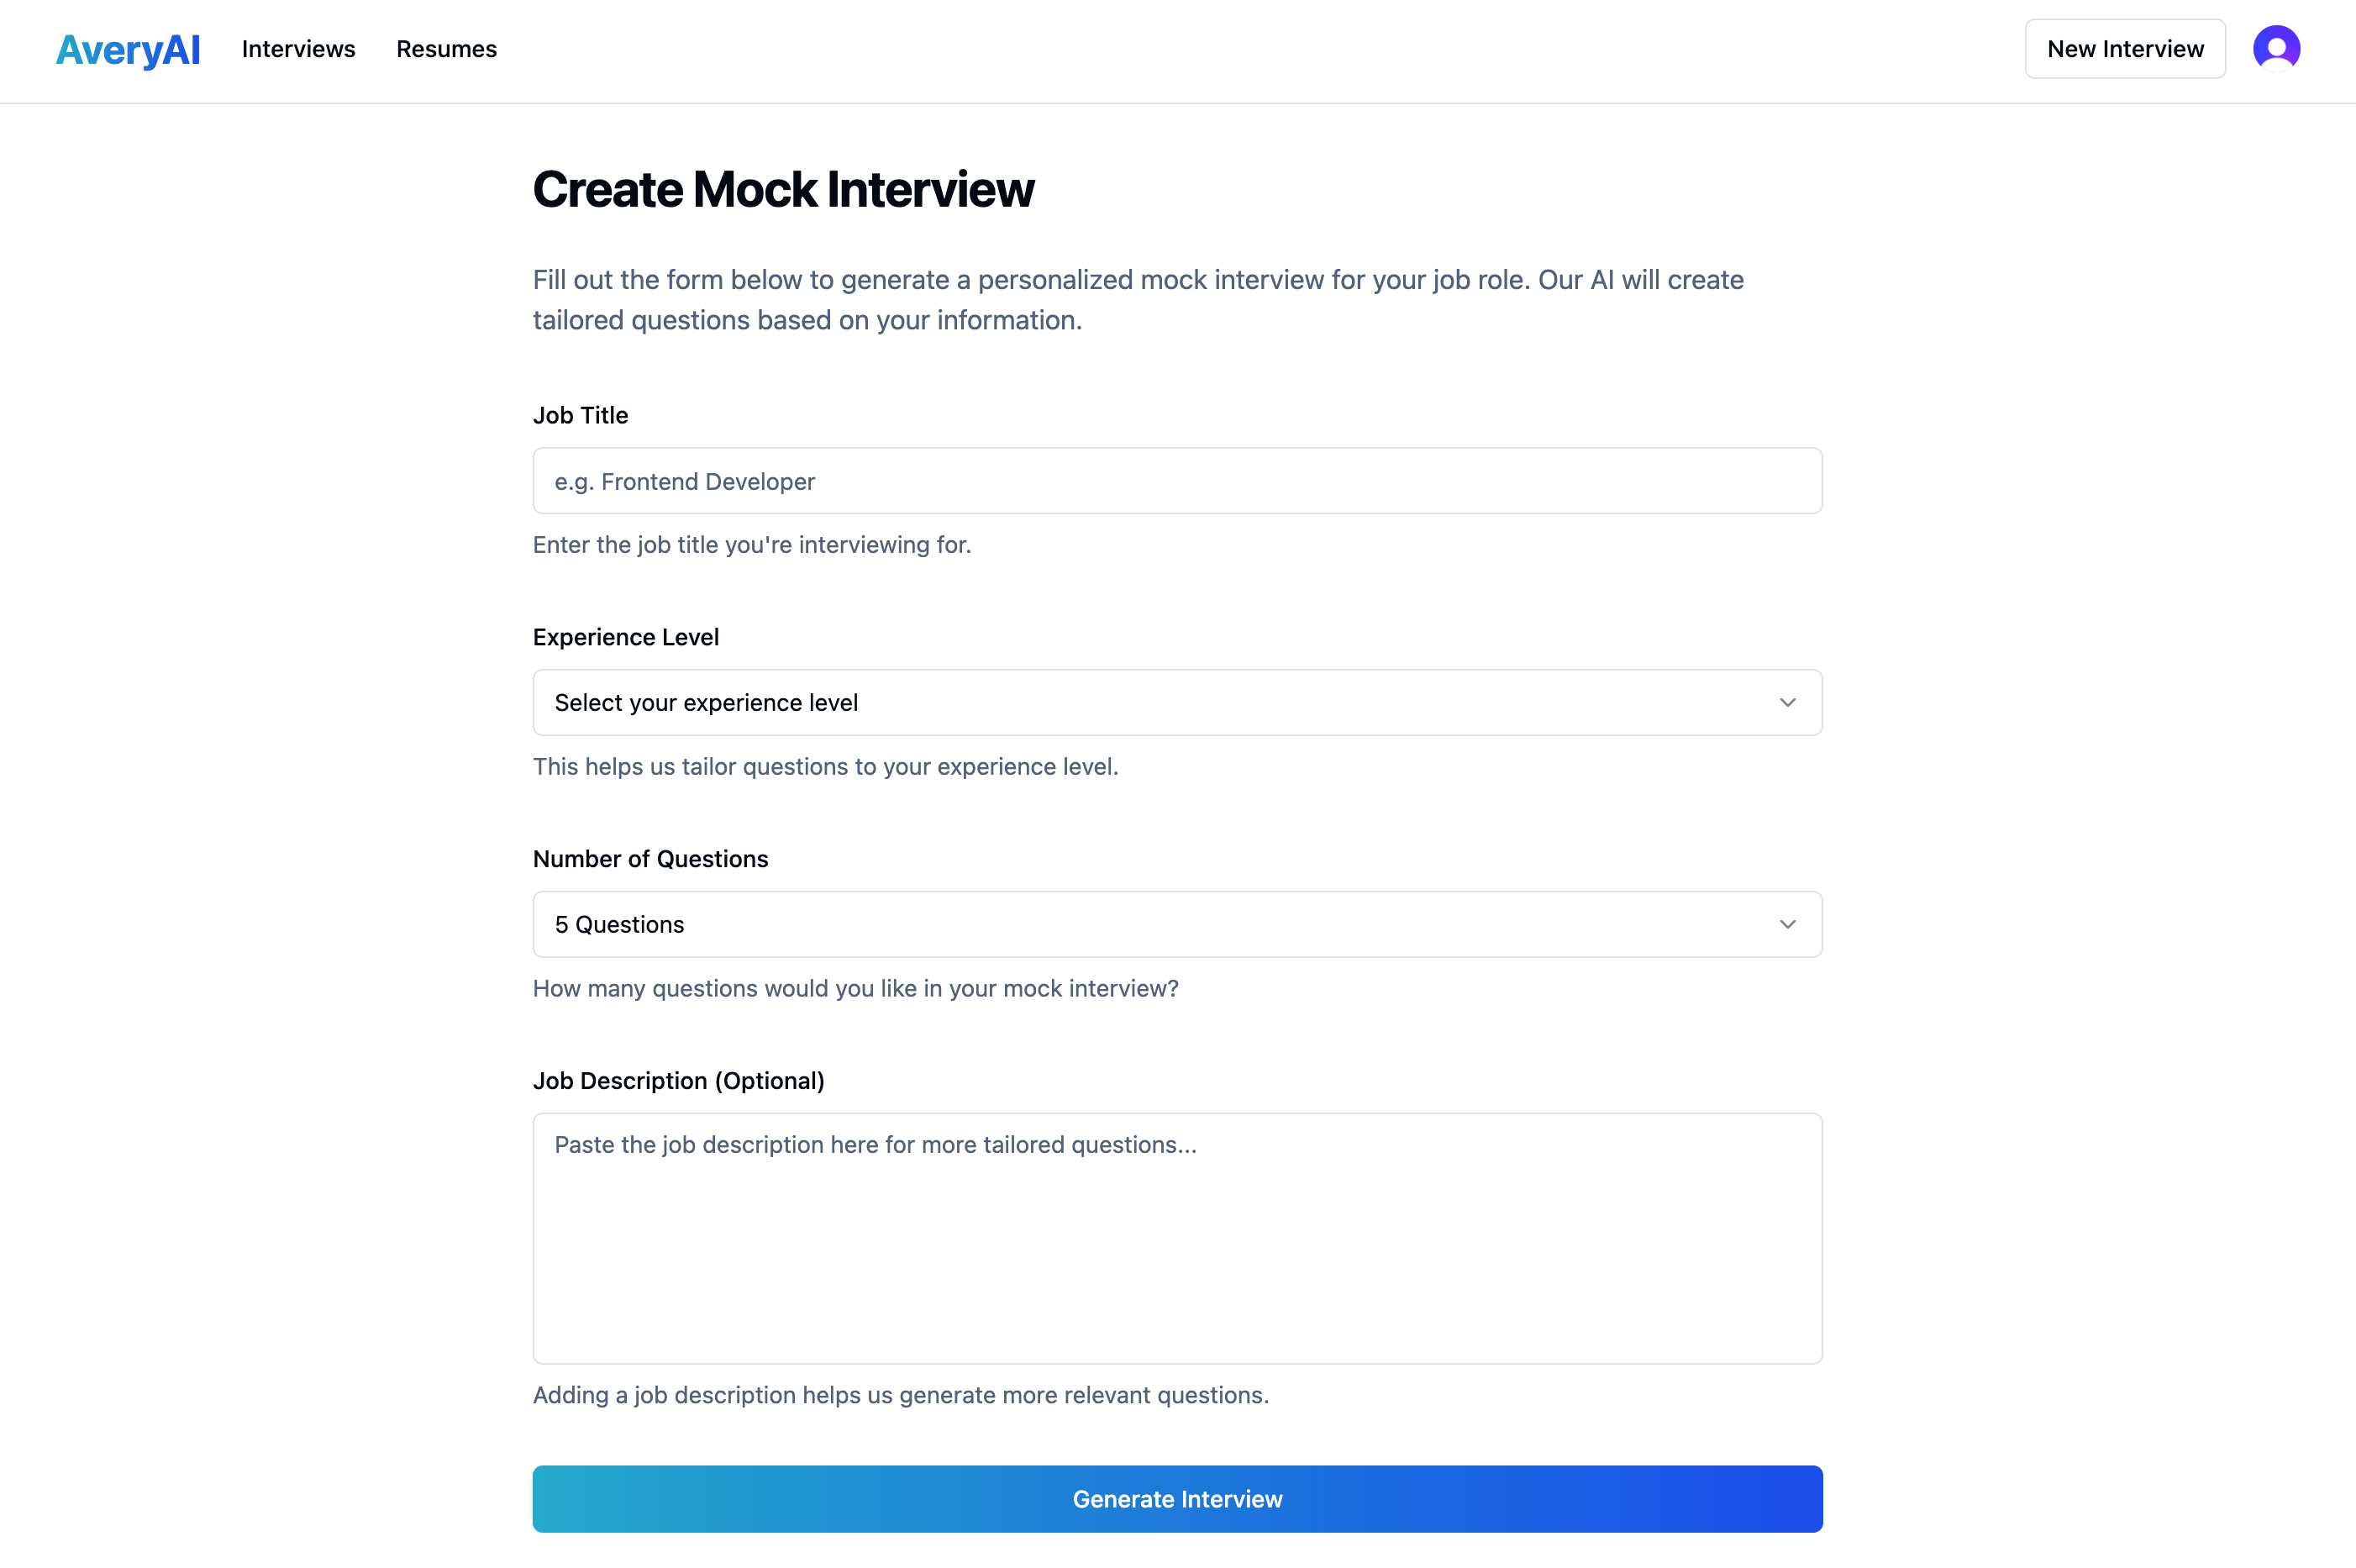 AveryAI
Interviews
Resumes
New Interview
Create Mock Interview
Fill out the form below to generate a personalized mock interview for your job role. Our AI will create
tailored questions based on your information.
Job Title
e.g. Frontend Developer
Enter the job title you're interviewing for.
Experience Level
Select your experience level
This helps us tailor questions to your experience level.
Number of Questions
5 Questions
How many questions would you like in your mock interview?
Job Description (Optional)
Paste the job description here for more tailored questions...
Adding a job description helps us generate more relevant questions.
Generate Interview